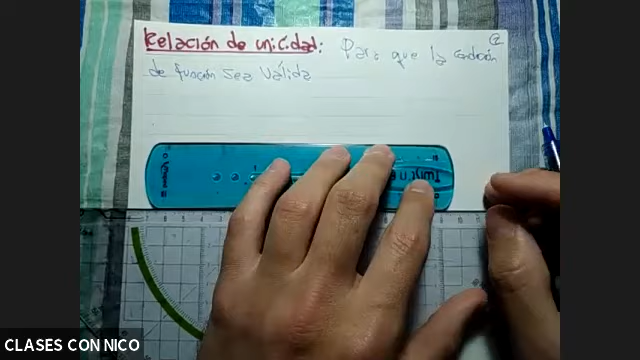 Relación de unicidad: Para que la condición
de función sea válida
CLASES CON NICO